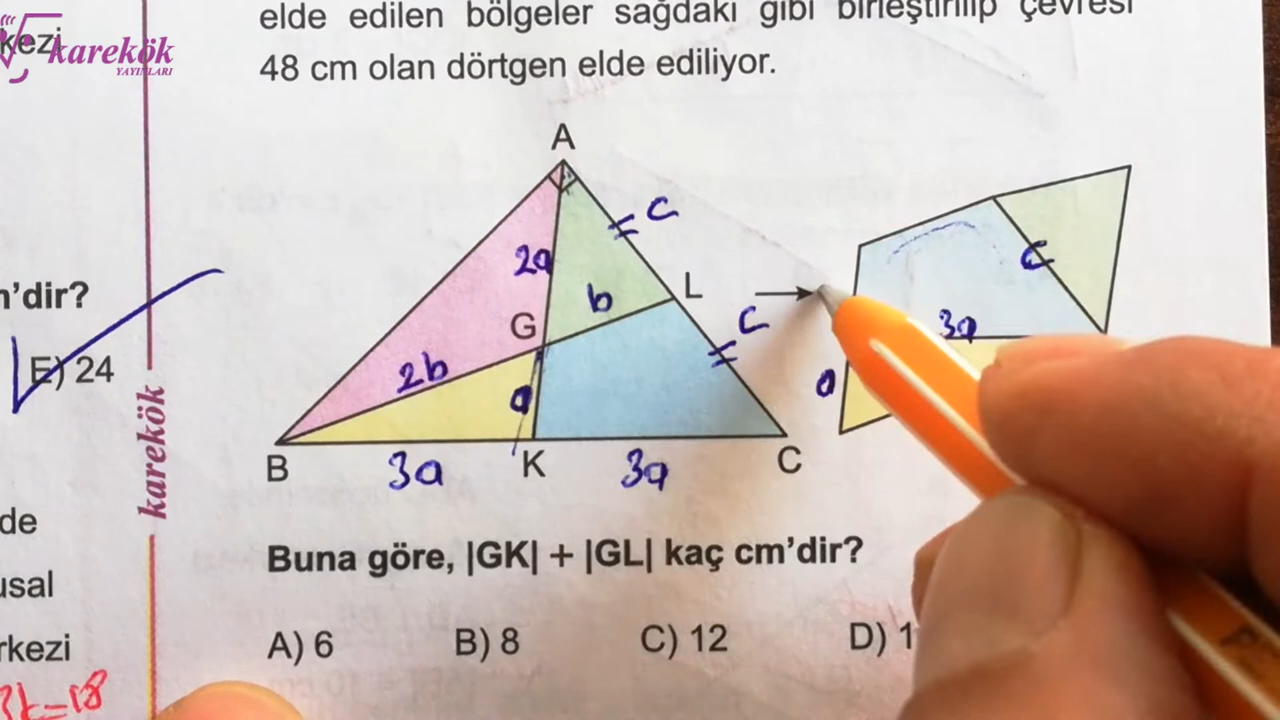 elde edilen bölgeler sağdaki gibi birleştirilip çevresi
48 cm olan dörtgen elde ediliyor.
kezi
karekök
YAYINLARI
A
c
2a
b
L
G
c
2b
a
B
K
C
3a
3a
c
3a
a
n'dir?
E) 24
karekök
de
usal
rkezi
3k=18
Buna göre, |GK| + |GL| kaç cm'dir?
A) 6
B) 8
C) 12
D) 1